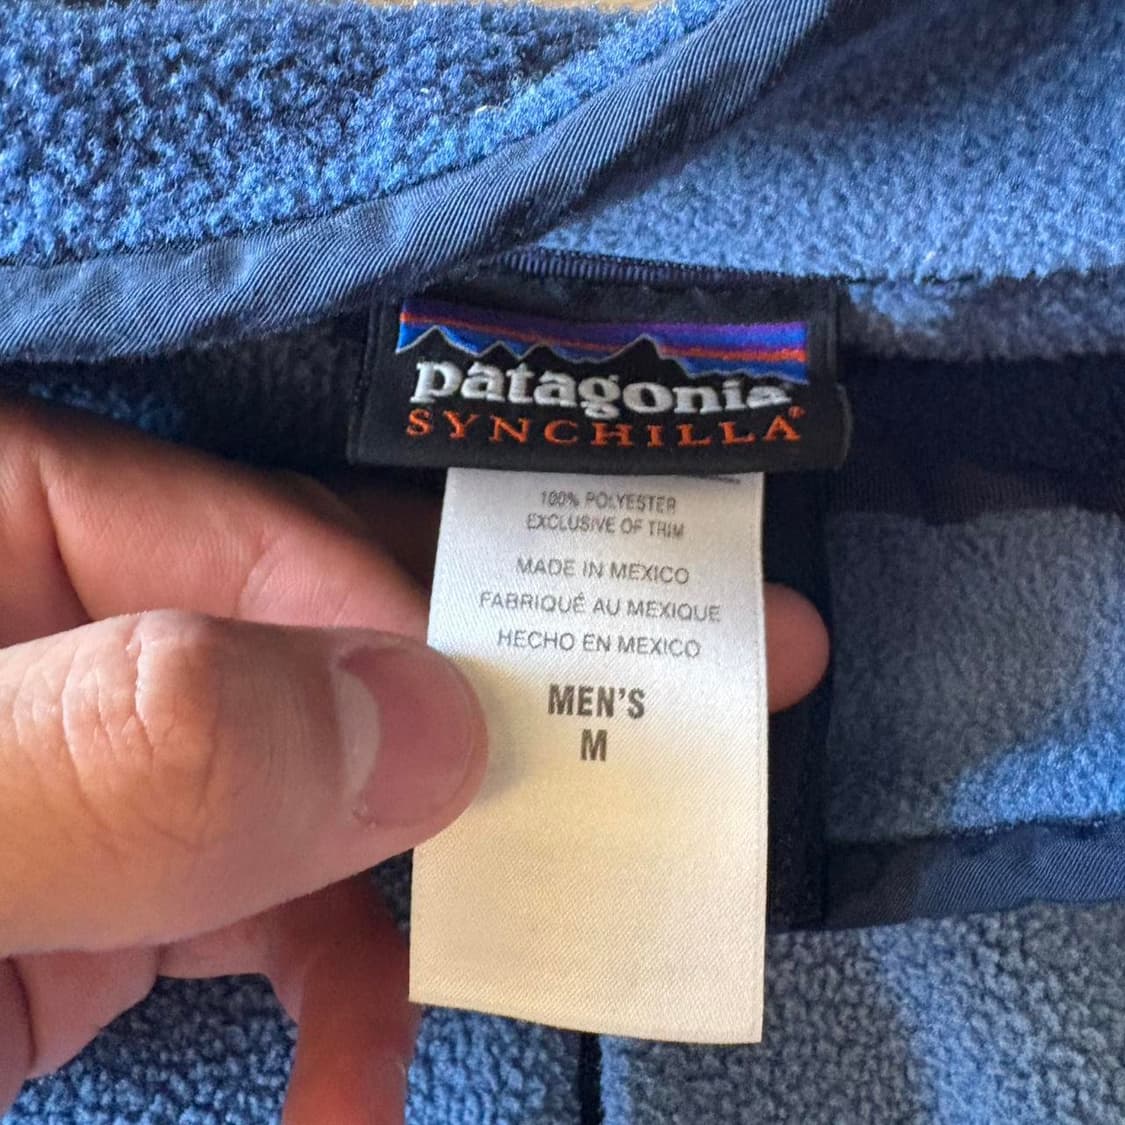 patagonia
SYNCHILLA®
100% POLYESTER
EXCLUSIVE OF TRIM
MADE IN MEXICO
FABRIQUÉ AU MEXIQUE
HECHO EN MEXICO
MEN'S
M